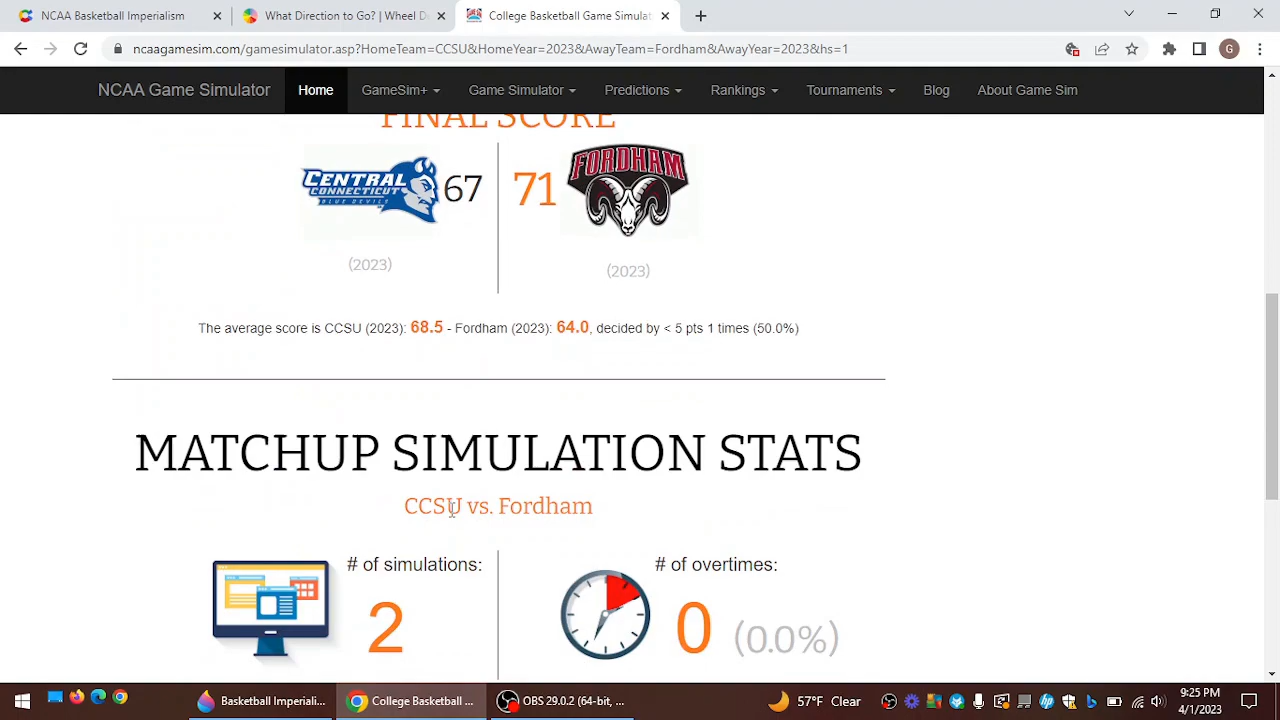 NCAA Basketball Imperialism
What Direction to Go? | Wheel D
College Basketball Game Simulat
ncaagamesim.com/gamesimulator.asp?HomeTeam=CCSU&HomeYear=2023&AwayTeam=Fordham&AwayYear=2023&hs=1
G
NCAA Game Simulator Home GameSim+ Game Simulator Predictions Rankings Tournaments Blog About Game Sim
FINAL SCORE
CENTRAL
CONNECTICUT
BLUE DEVILS
67
71
FORDHAM
(2023)
(2023)
The average score is CCSU (2023): 68.5 - Fordham (2023): 64.0, decided by < 5 pts 1 times (50.0%)
MATCHUP SIMULATION STATS
CCSU vs. Fordham
# of simulations:
# of overtimes:
2
0 (0.0%)
Basketball Imperiali...
College Basketball ...
OBS 29.0.2 (64-bit, ...
57°F Clear
9:25 PM
4/1/2023